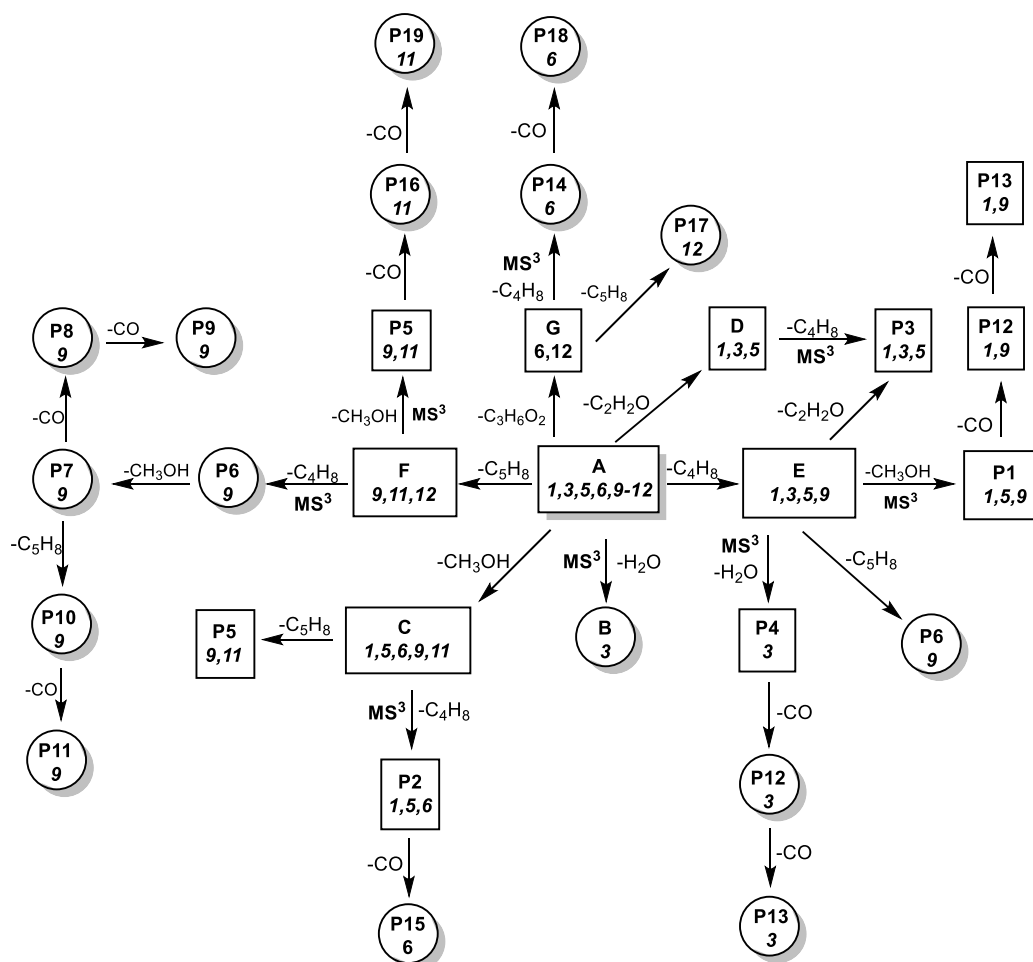 P19
11
P18
6
-CO
-CO
P16
11
P14
6
P13
1,9
P17
12
-CO
MS³
-C₄H₈
-C₅H₈
-CO
P8
9
-CO
P9
9
P5
9,11
G
6,12
D
1,3,5
-C₄H₈
MS³
P3
1,3,5
P12
1,9
-CO
-CH₃OH
MS³
-C₃H₆O₂
-C₂H₂O
-C₂H₂O
-CO
P7
9
-CH₃OH
P6
9
-C₄H₈
MS³
F
9,11,12
-C₅H₈
A
1,3,5,6,9-12
-C₄H₈
E
1,3,5,9
-CH₃OH
MS³
P1
1,5,9
-C₅H₈
-CH₃OH
MS³
-H₂O
MS³
-H₂O
-C₅H₈
P10
9
P5
9,11
-C₅H₈
C
1,5,6,9,11
B
3
P4
3
P6
9
-CO
MS³
-C₄H₈
-CO
P11
9
P2
1,5,6
P12
3
-CO
-CO
P15
6
P13
3